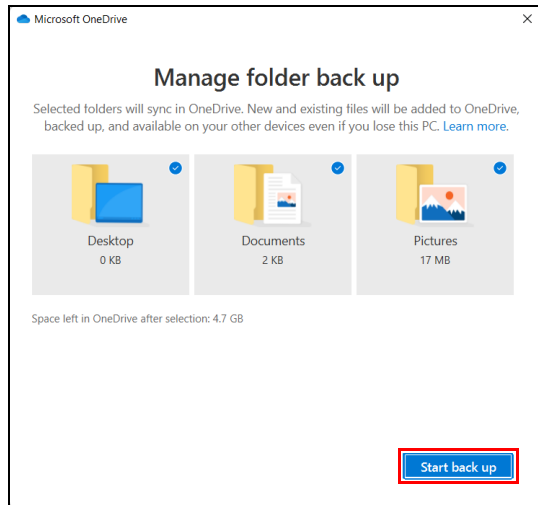 Microsoft OneDrive
Manage folder back up
Selected folders will sync in OneDrive. New and existing files will be added to OneDrive,
backed up, and available on your other devices even if you lose this PC. Learn more.
Desktop
0 KB
Documents
2 KB
Pictures
17 MB
Space left in OneDrive after selection: 4.7 GB
Start back up